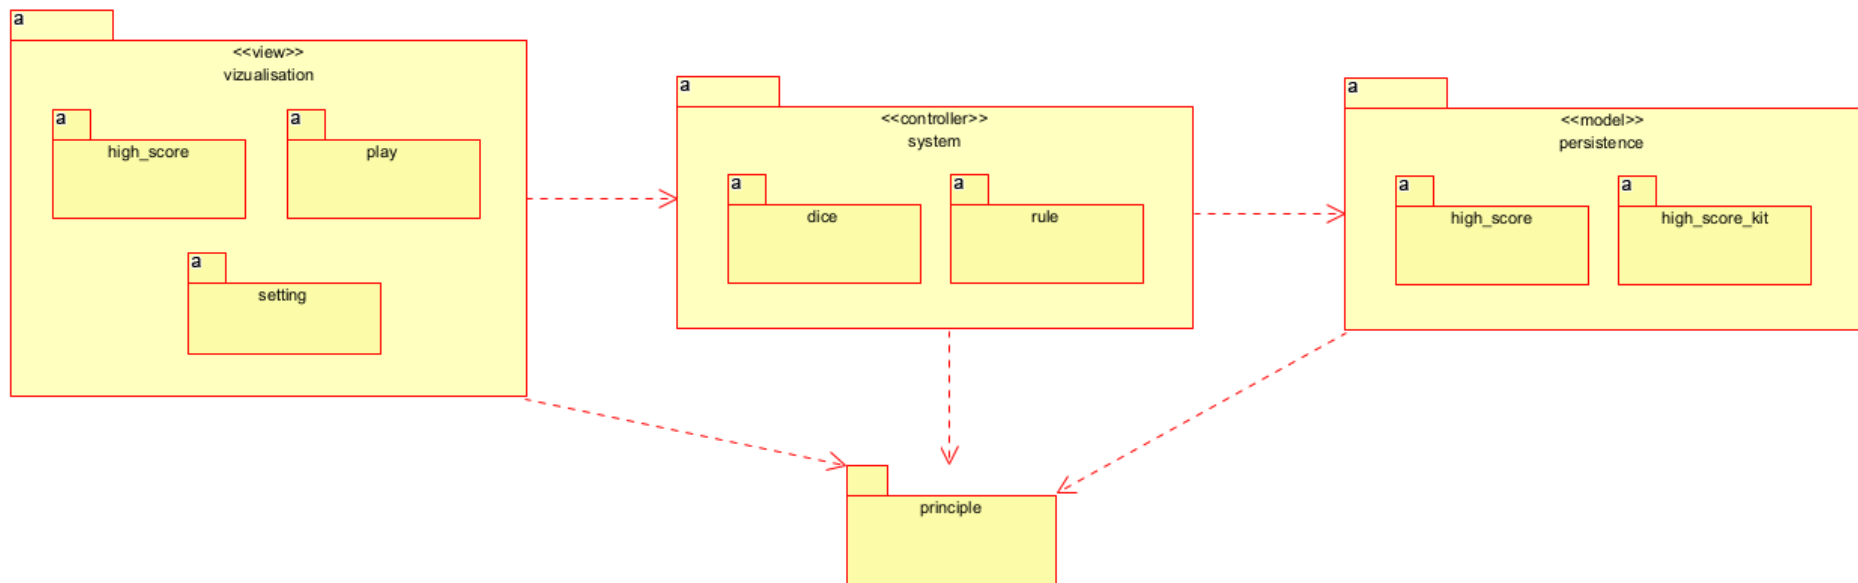 a
<<view>>
vizualisation
a
high_score
a
play
a
setting
a
<<controller>>
system
a
dice
a
rule
a
<<model>>
persistence
a
high_score
a
high_score_kit
principle